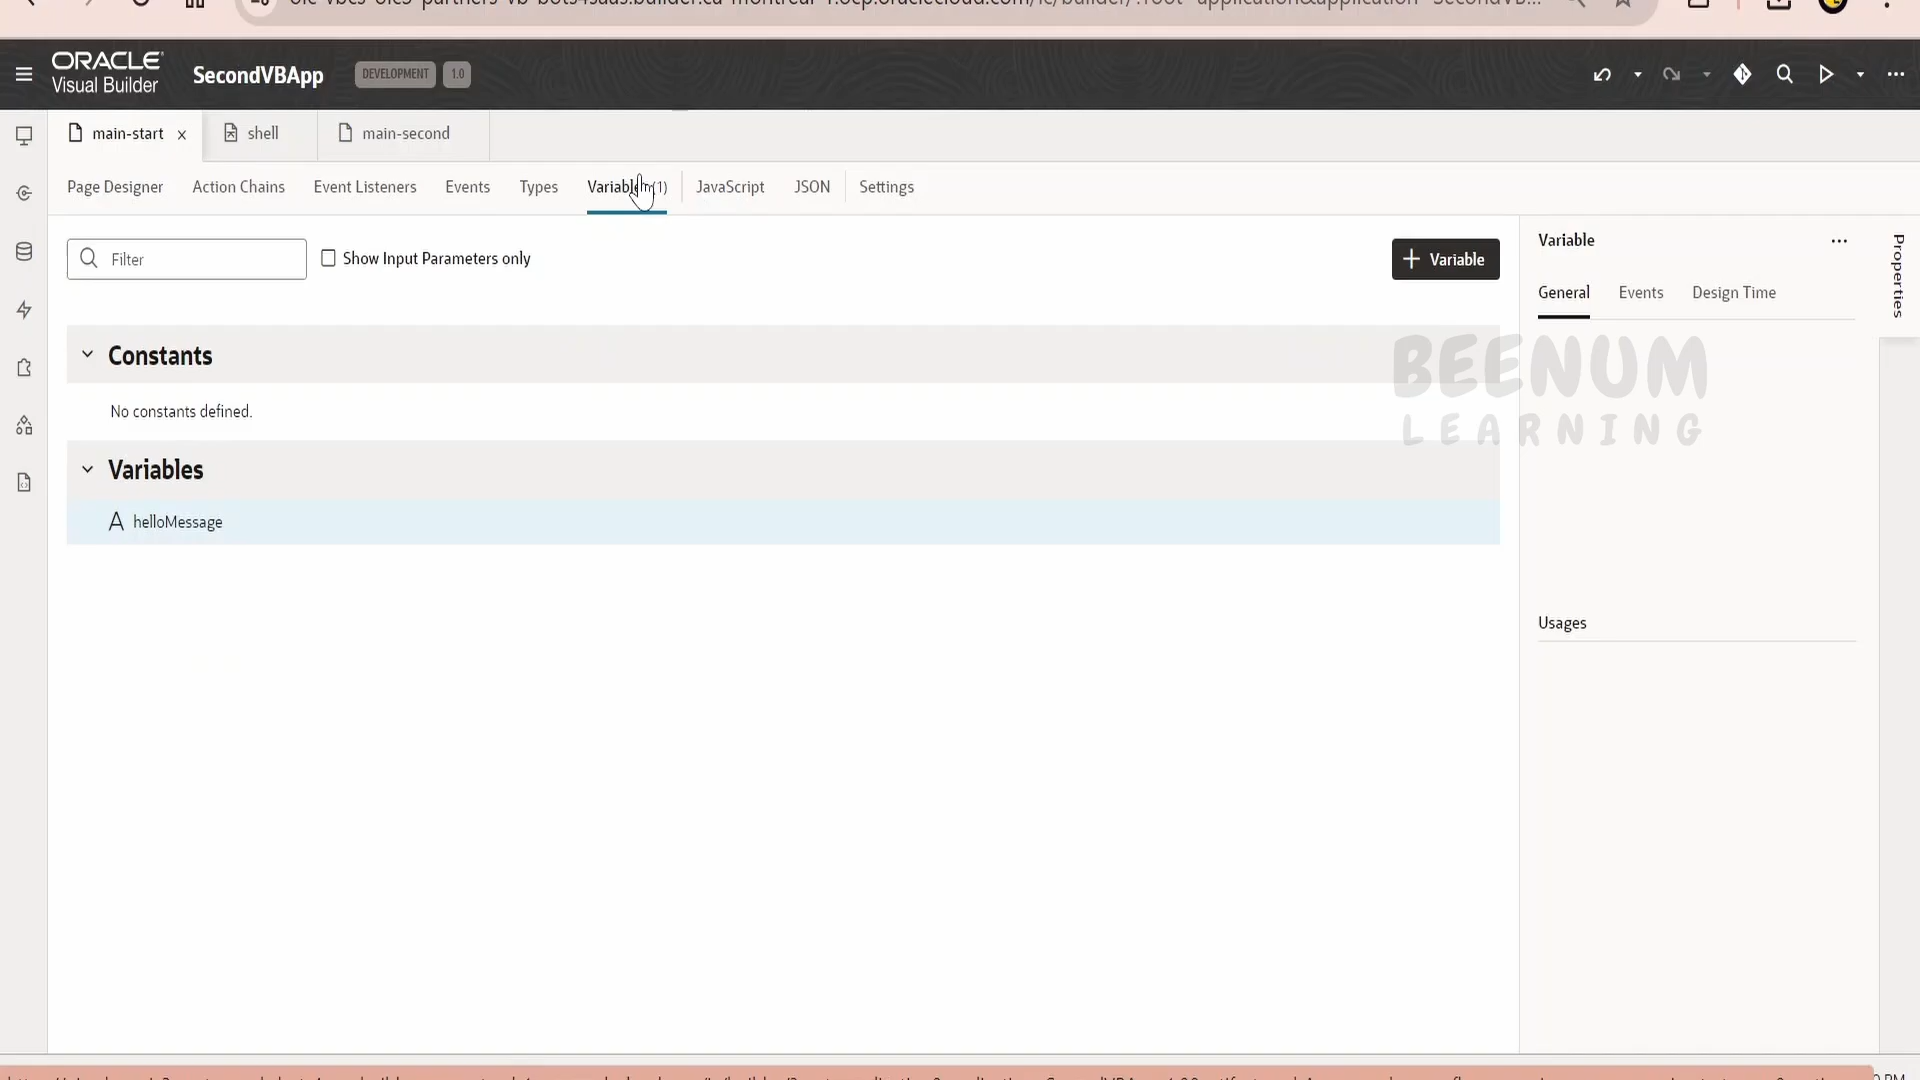 ORACLE
Visual Builder
SecondVBApp
DEVELOPMENT
1.0
main-start
shell
main-second
Page Designer
Action Chains
Event Listeners
Events
Types
(1)
JavaScript
JSON
Settings
Filter
Show Input Parameters only
Variable
Variable
General
Events
Design Time
Properties
Constants
No constants defined.
BEENUM
LEARNING
Variables
helloMessage
Usages